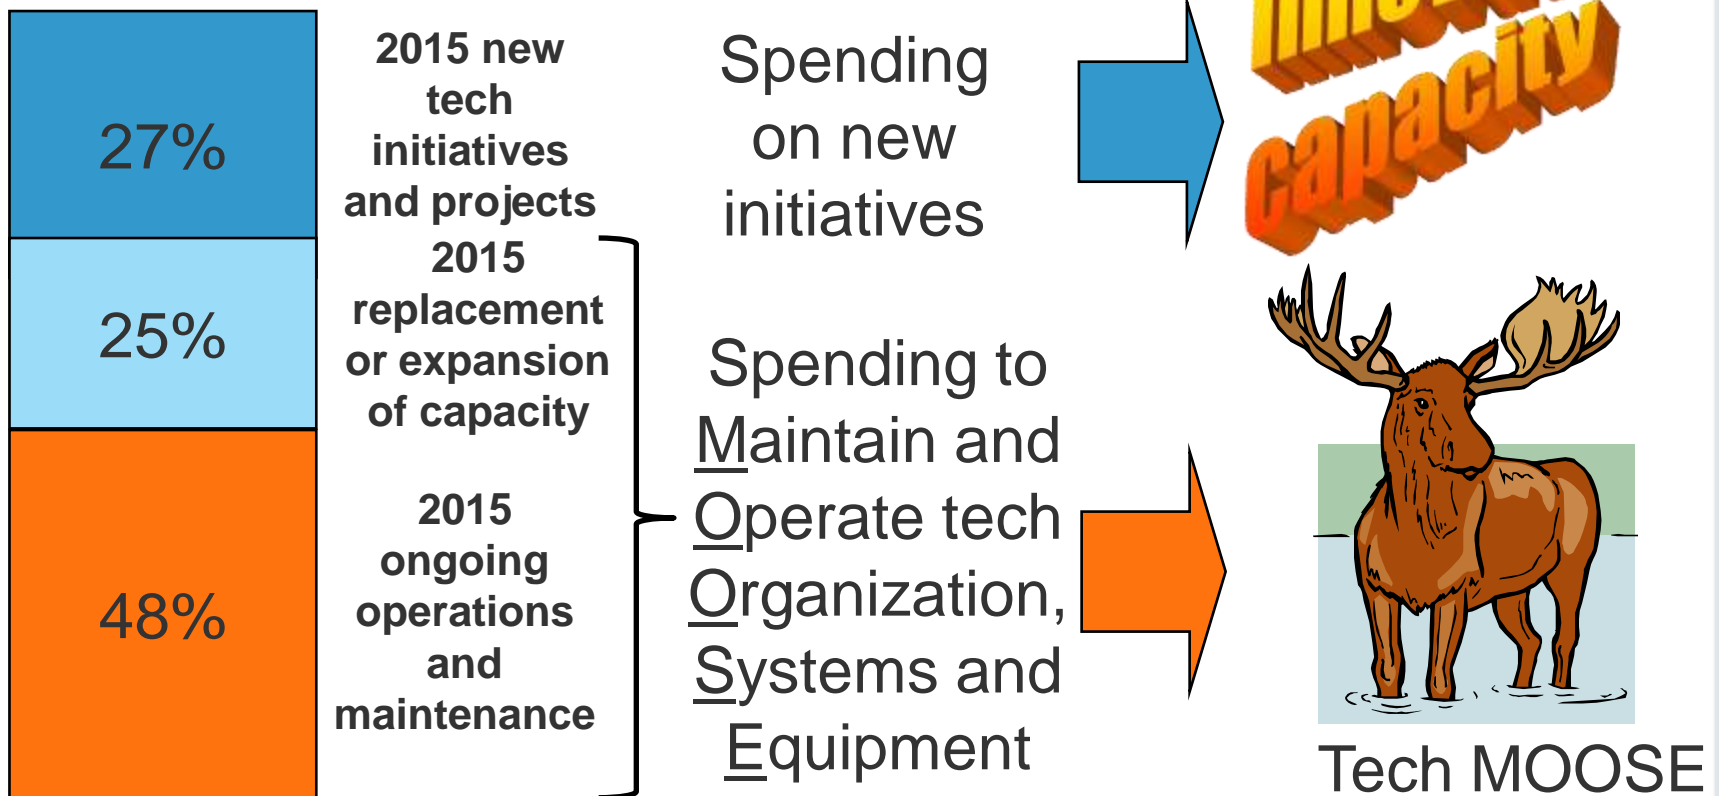 27%
2015 new
tech
initiatives
and projects
25%
2015
replacement
or expansion
of capacity
48%
2015
ongoing
operations
and
maintenance
Spending
on new
initiatives
Spending to
Maintain and
Operate tech
Organization,
Systems and
Equipment
capacity
Tech MOOSE